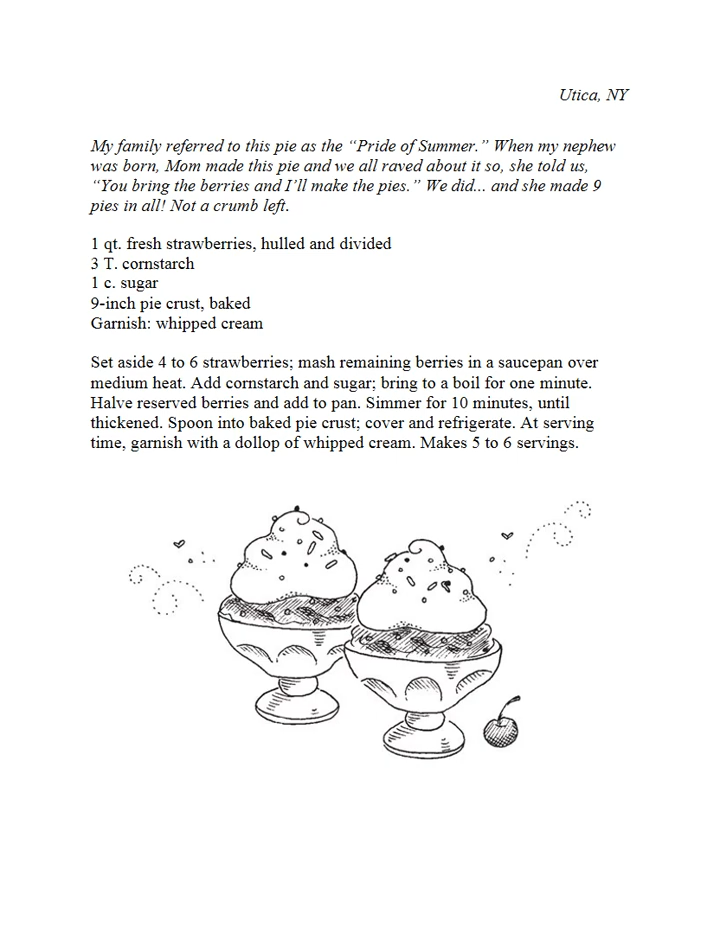 Utica, NY
My family referred to this pie as the “Pride of Summer.” When my nephew
was born, Mom made this pie and we all raved about it so, she told us,
“You bring the berries and I’ll make the pies.” We did... and she made 9
pies in all! Not a crumb left.
1 qt. fresh strawberries, hulled and divided
3 T. cornstarch
1 c. sugar
9-inch pie crust, baked
Garnish: whipped cream
Set aside 4 to 6 strawberries; mash remaining berries in a saucepan over
medium heat. Add cornstarch and sugar; bring to a boil for one minute.
Halve reserved berries and add to pan. Simmer for 10 minutes, until
thickened. Spoon into baked pie crust; cover and refrigerate. At serving
time, garnish with a dollop of whipped cream. Makes 5 to 6 servings.